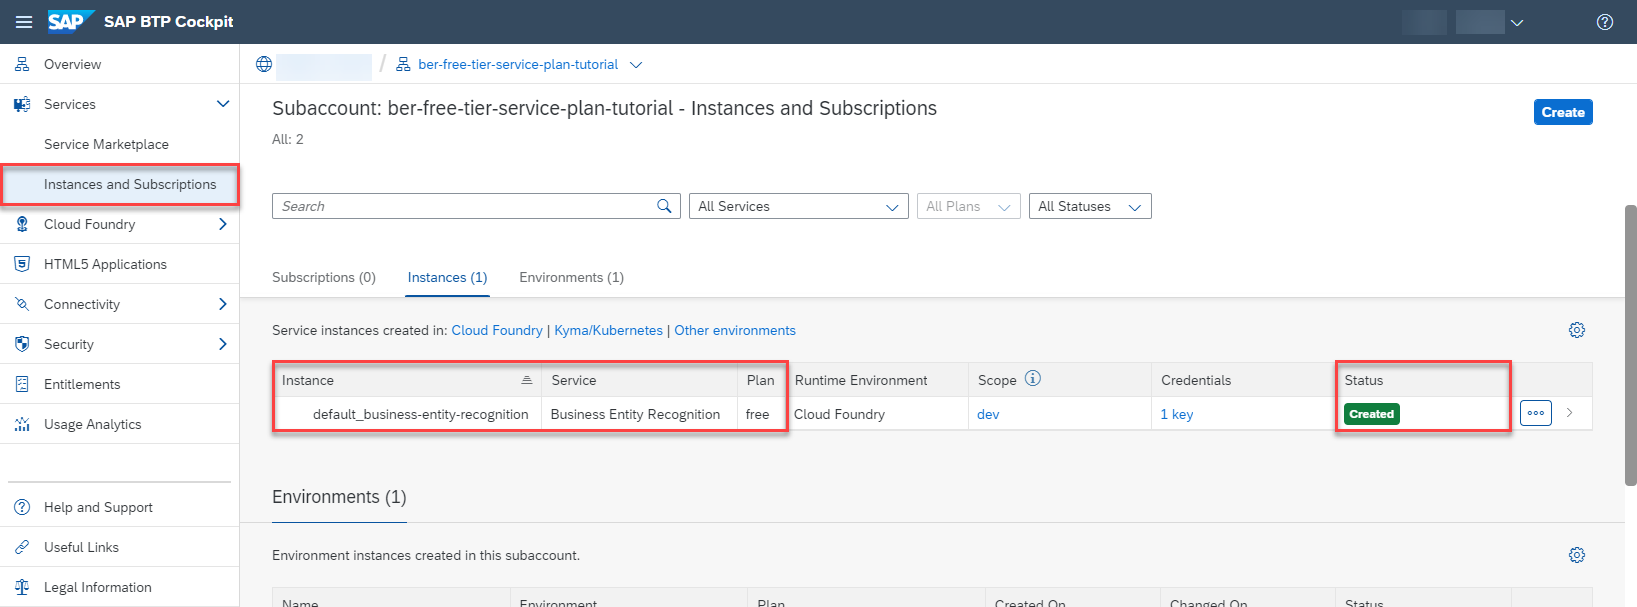 SAP SAP BTP Cockpit
Overview
Services
Service Marketplace
Instances and Subscriptions
Cloud Foundry
HTML5 Applications
Connectivity
Security
Entitlements
Usage Analytics
Help and Support
Useful Links
Legal Information
/ ber-free-tier-service-plan-tutorial
Subaccount: ber-free-tier-service-plan-tutorial - Instances and Subscriptions
Create
All: 2
Search All Services All Plans All Statuses
Subscriptions (0) Instances (1) Environments (1)
Service instances created in: Cloud Foundry | Kyma/Kubernetes | Other environments
Instance Service Plan Runtime Environment Scope Credentials Status
default_business-entity-recognition Business Entity Recognition free Cloud Foundry dev 1 key Created
Environments (1)
Environment instances created in this subaccount.
Name Environment Plan Created On Changed On Status